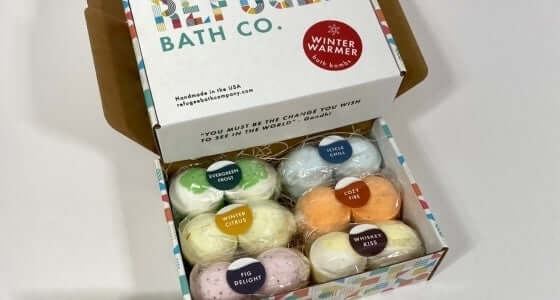 REFUGEE
BATH CO.
WINTER
WARMER
bath bombs
Handmade in the USA
refugeebathcompany.com
"YOU MUST BE THE CHANGE YOU WISH
TO SEE IN THE WORLD" - Gandhi
EVERGREEN
FROST
ICICLE
CHILL
WINTER
CITRUS
COZY
FIRE
FIG
DELIGHT
WHISKEY
KISS